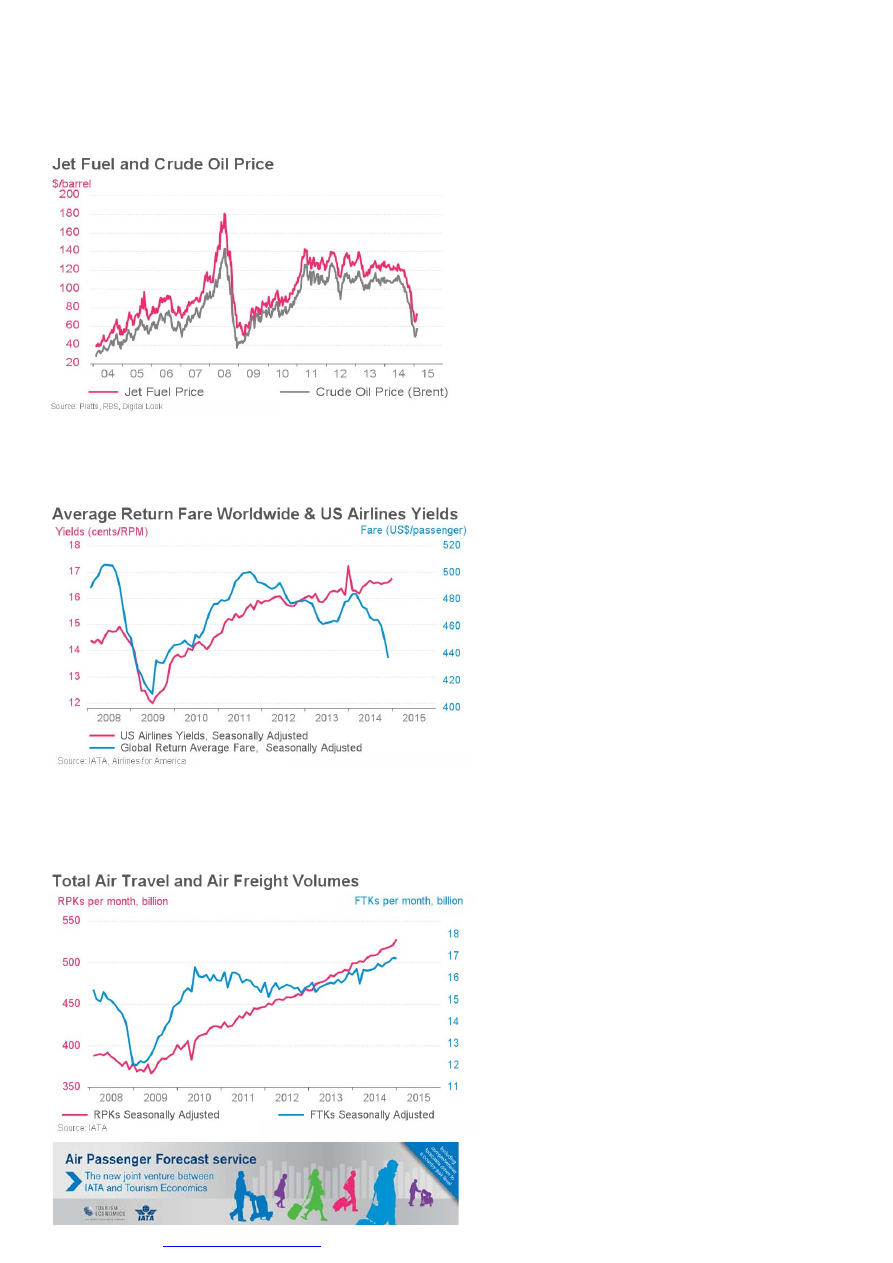 Jet Fuel and Crude Oil Price
$/barrel
200
180
160
140
120
100
80
60
40
20
04 05 06 07 08 09 10 11 12 13 14 15
Jet Fuel Price Crude Oil Price (Brent)
Source: Platts, RBS, Digital Look
Average Return Fare Worldwide & US Airlines Yields
Yields (cents/RPM) Fare (US$/passenger)
18 520
17 500
16 480
15 460
14 440
13 420
12 400
2008 2009 2010 2011 2012 2013 2014 2015
US Airlines Yields, Seasonally Adjusted
Global Return Average Fare, Seasonally Adjusted
Source: IATA, Airlines for America
Total Air Travel and Air Freight Volumes
RPKs per month, billion FTKs per month, billion
550
18
17
500
16
450 15
14
400 13
12
350 11
2008 2009 2010 2011 2012 2013 2014 2015
RPKs Seasonally Adjusted FTKs Seasonally Adjusted
Source: IATA
Air Passenger Forecast service
The new joint venture between
IATA and Tourism Economics
TOURISM
ECONOMICS
IATA